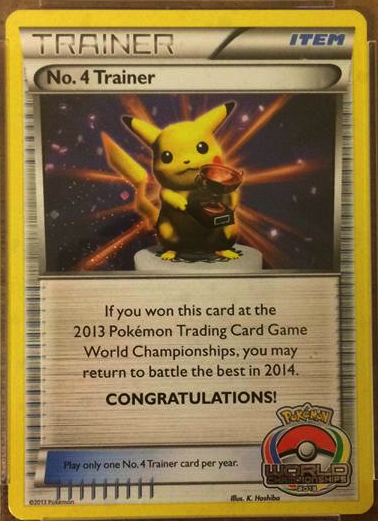 TRAINER
ITEM
No. 4 Trainer
If you won this card at the
2013 Pokémon Trading Card Game
World Championships, you may
return to battle the best in 2014.
CONGRATULATIONS!
Play only one No. 4 Trainer card per year.
POKÉMON
WORLD
CHAMPIONSHIPS
2013
©2013 Pokémon
Illus. K. Hoshiba